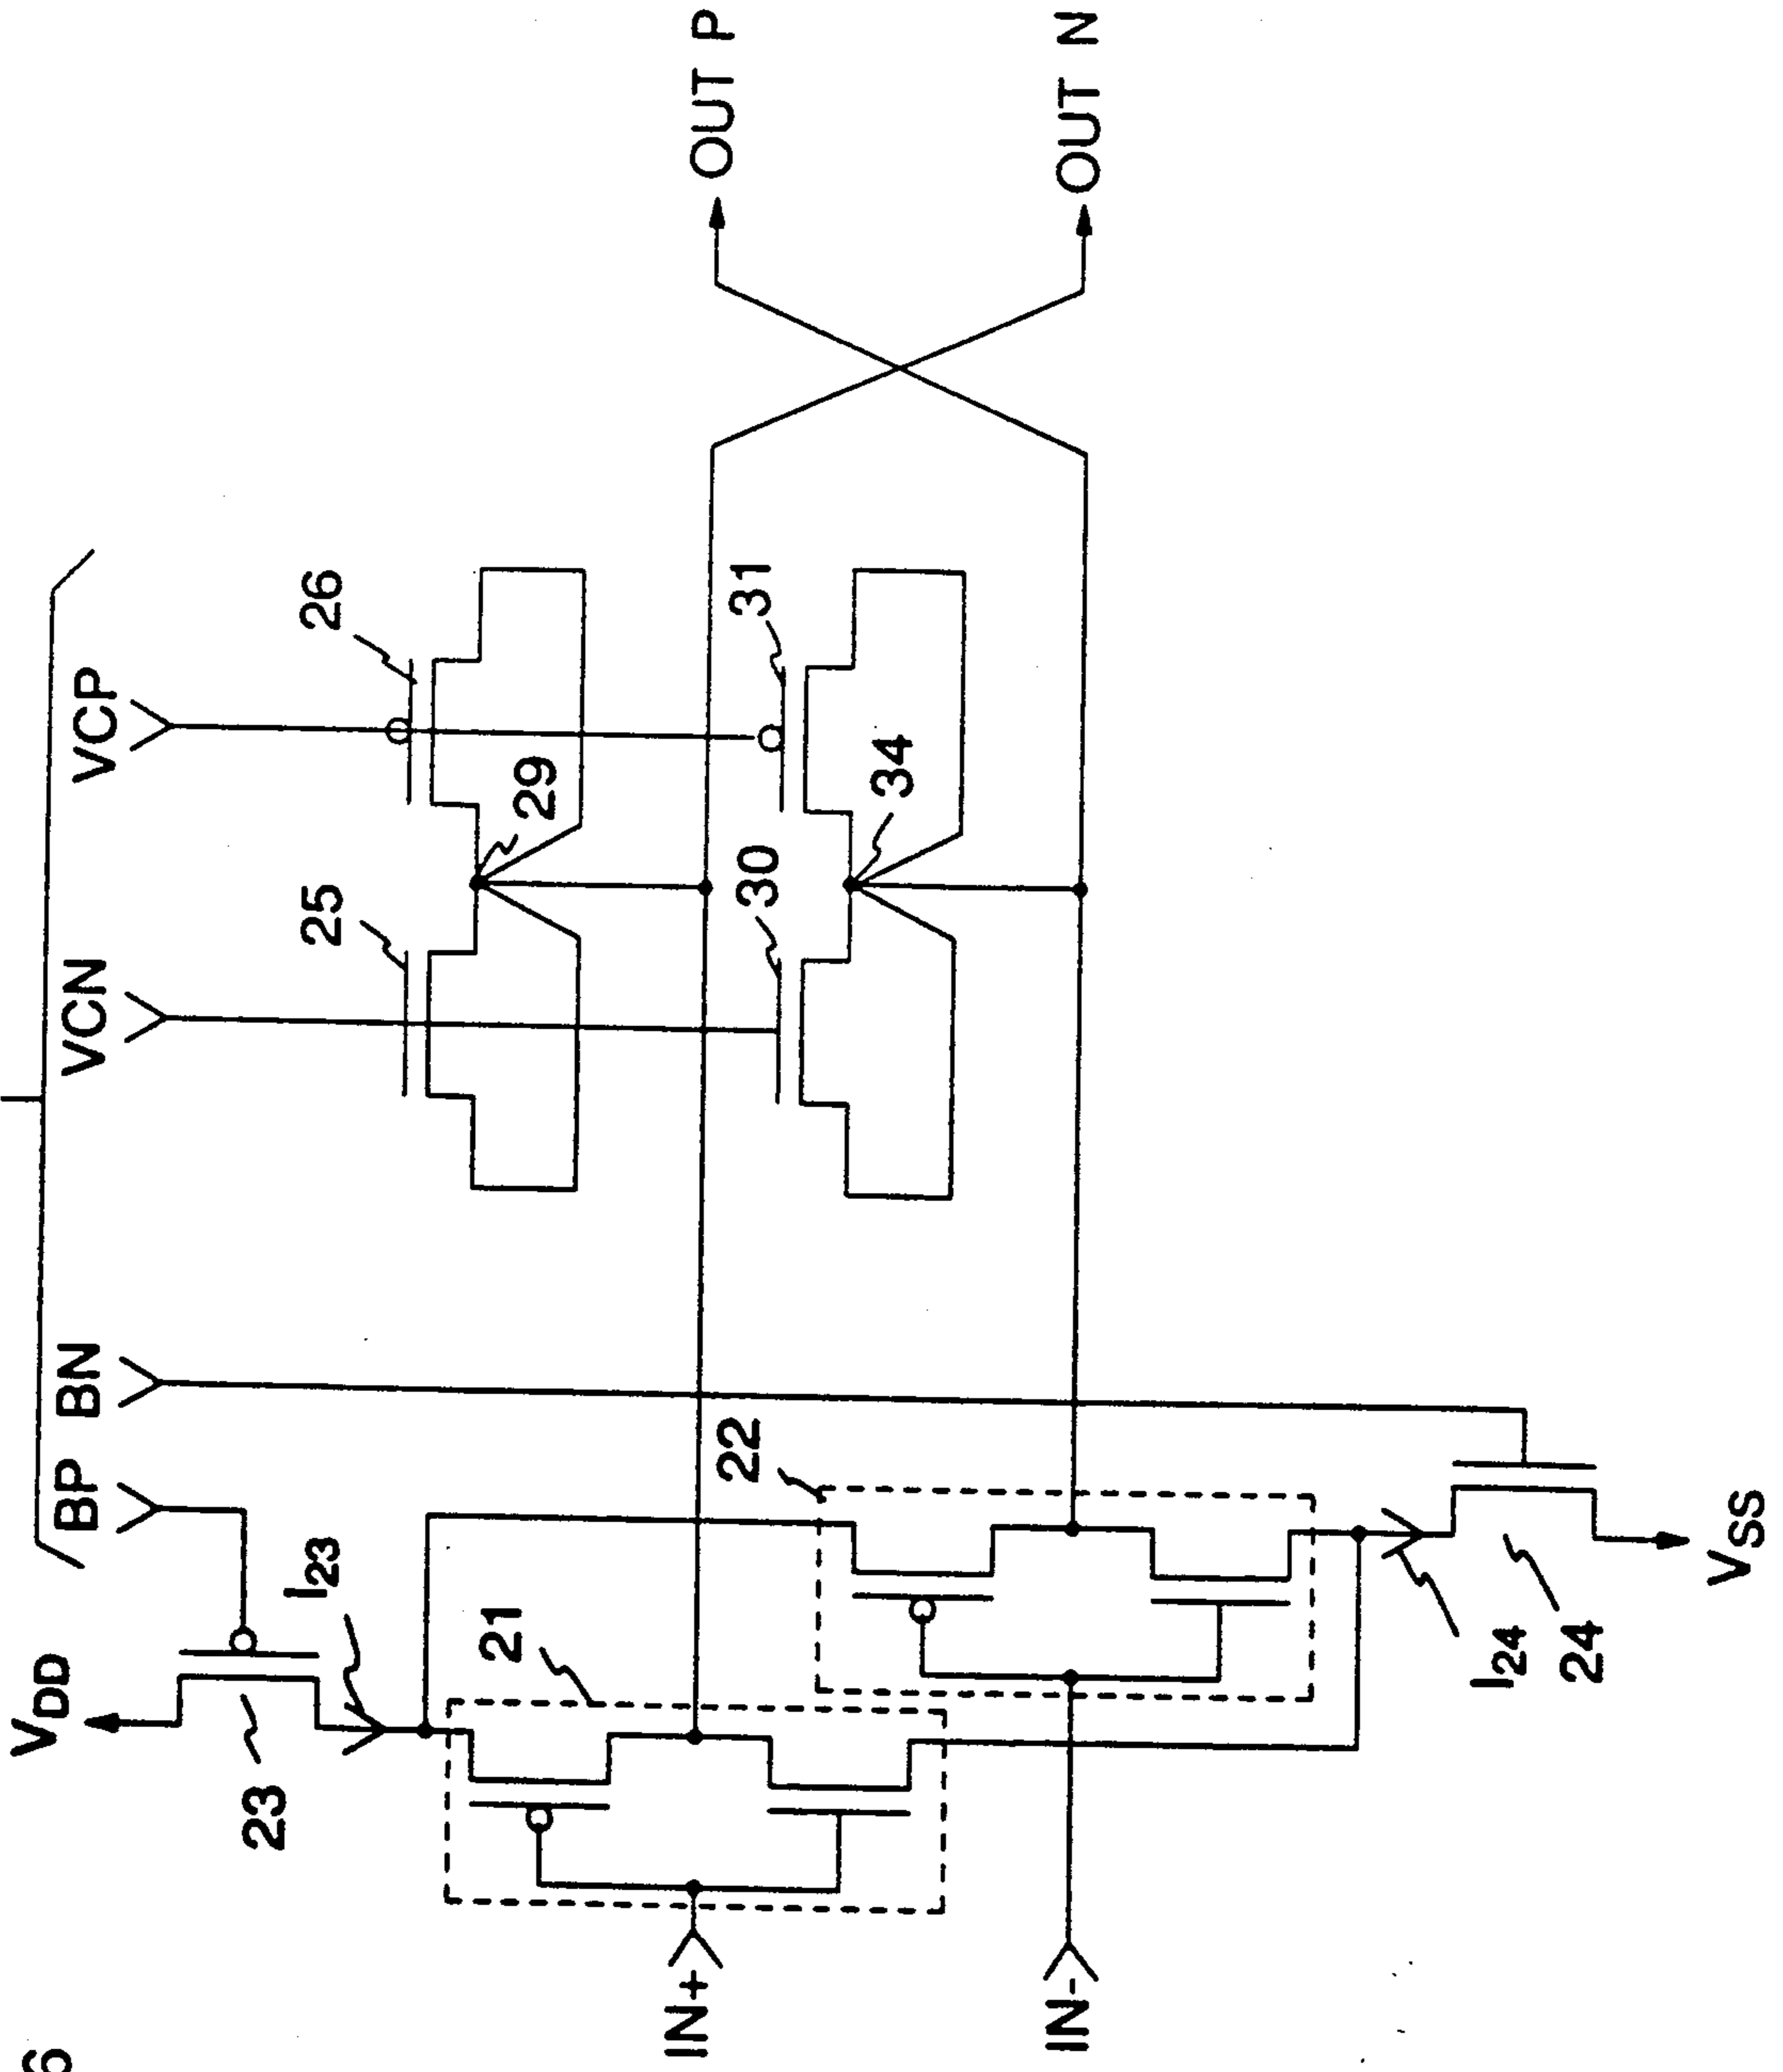 6
VDD
BP
BN
VCN
VCP
23
I23
25
26
21
29
IN+
22
30
31
OUT P
34
IN-
OUT N
I24
24
VSS